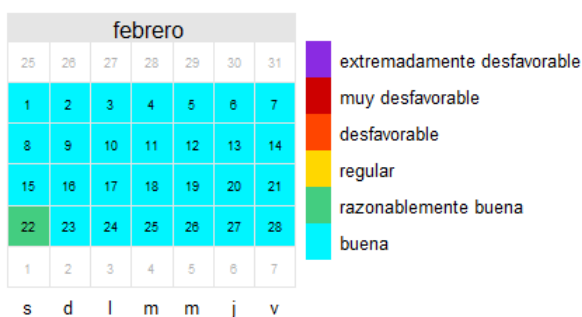 febrero
25 26 27 28 29 30 31
1 2 3 4 5 6 7
8 9 10 11 12 13 14
15 16 17 18 19 20 21
22 23 24 25 26 27 28
1 2 3 4 5 6 7
s d l m m j v
extremadamente desfavorable
muy desfavorable
desfavorable
regular
razonablemente buena
buena